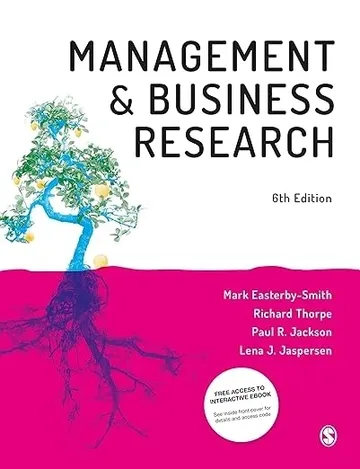 MANAGEMENT
& BUSINESS
RESEARCH
6th Edition
Mark Easterby-Smith
Richard Thorpe
Paul R. Jackson
Lena J. Jaspersen
FREE ACCESS TO
INTERACTIVE EBOOK
See inside front cover for
details and access code
S